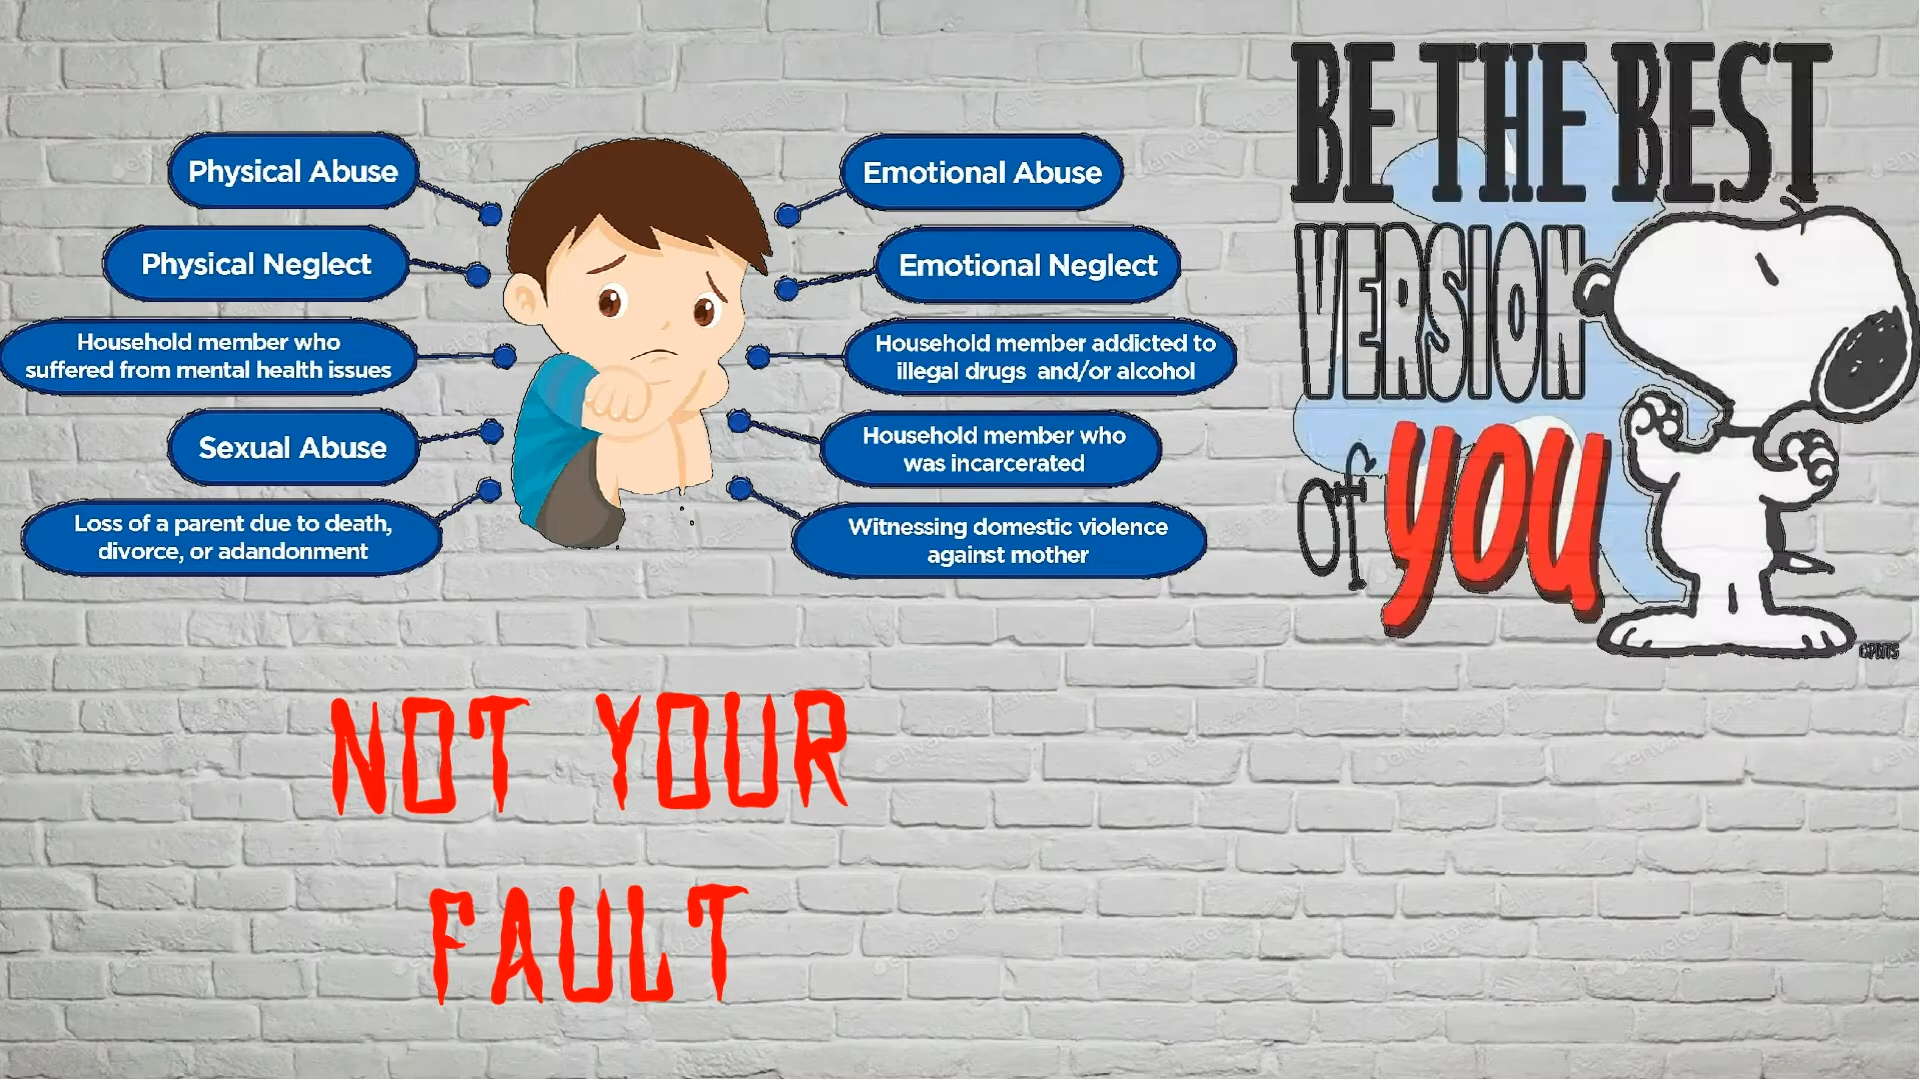 Physical Abuse
Physical Neglect
Household member who
suffered from mental health issues
Sexual Abuse
Loss of a parent due to death,
divorce, or adandonment
Emotional Abuse
Emotional Neglect
Household member addicted to
illegal drugs and/or alcohol
Household member who
was incarcerated
Witnessing domestic violence
against mother
BE THE BEST
VERSION
of YOU
©PNTS
NOT YOUR
FAULT